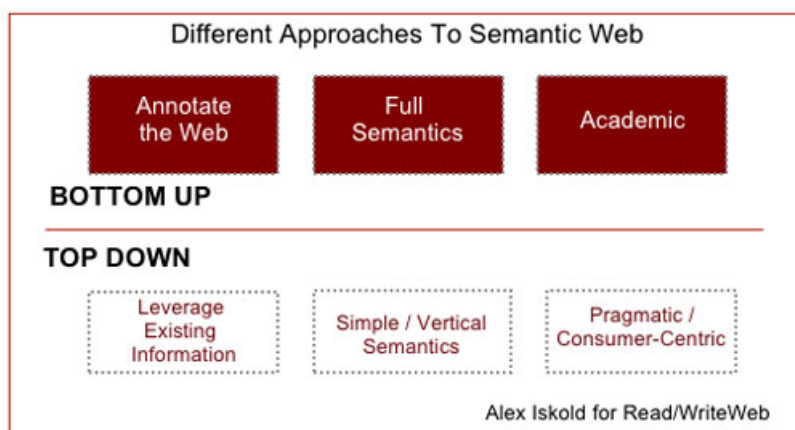 Different Approaches To Semantic Web
Annotate
the Web
Full
Semantics
Academic
BOTTOM UP
TOP DOWN
Leverage
Existing
Information
Simple / Vertical
Semantics
Pragmatic /
Consumer-Centric
Alex Iskold for Read/WriteWeb